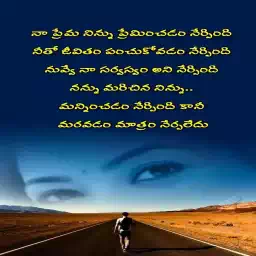 నా ప్రేమ నిన్ను ప్రేమించడం నేర్పింది
నీతో జీవితం పంచుకోవడం నేర్పింది
నువ్వే నా సర్వస్వం అని నేర్పింది
నన్ను మరిచిన నిన్ను..
మన్నించడం నేర్పింది కానీ
మరవడం మాత్రం నేర్పలేదు